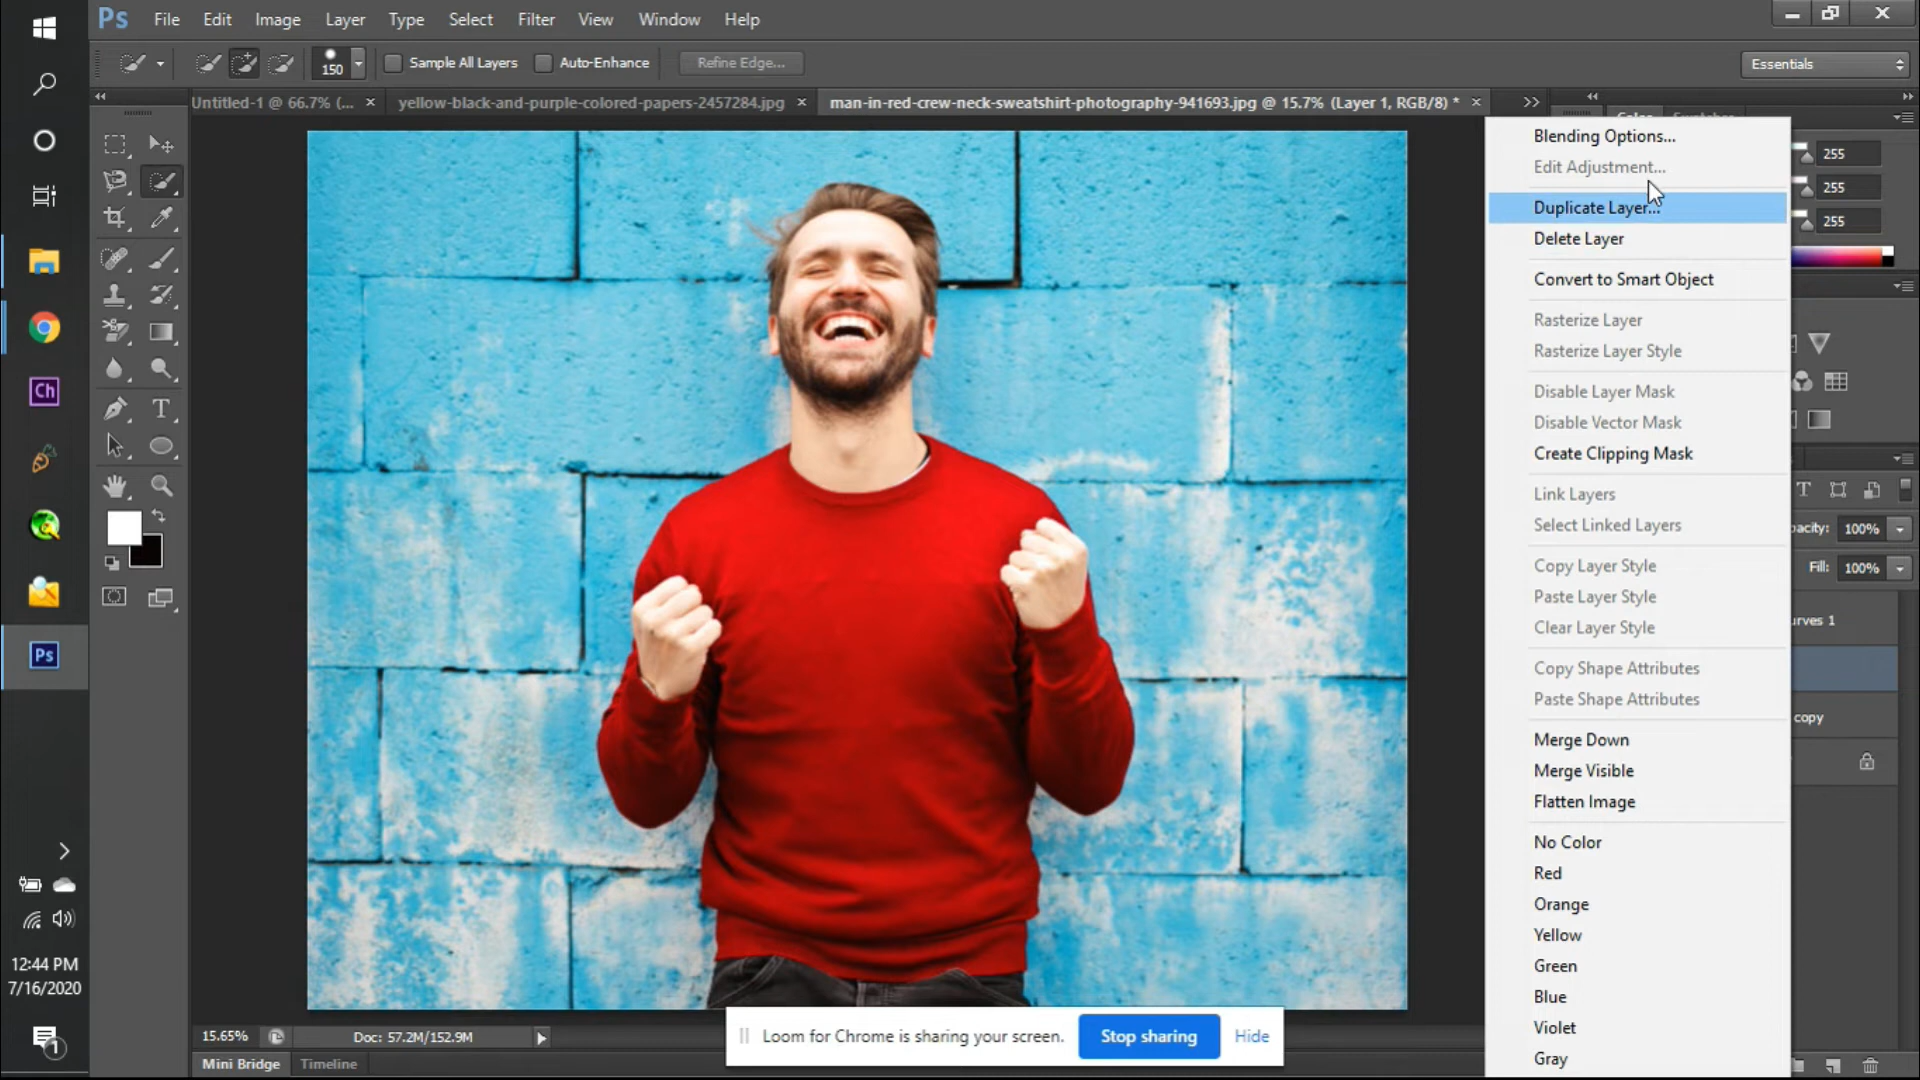 Ps File Edit Image Layer Type Select Filter View Window Help
150 Sample All Layers Auto-Enhance Refine Edge... Essentials
Untitled-1 @ 66.7% (... × yellow-black-and-purple-colored-papers-2457284.jpg × man-in-red-crew-neck-sweatshirt-photography-941693.jpg @ 15.7% (Layer 1, RGB/8) * ×
Blending Options...
Edit Adjustment...
Duplicate Layer...
Delete Layer
Convert to Smart Object
Rasterize Layer
Rasterize Layer Style
Disable Layer Mask
Disable Vector Mask
Create Clipping Mask
Link Layers
Select Linked Layers
Copy Layer Style
Paste Layer Style
Clear Layer Style
Copy Shape Attributes
Paste Shape Attributes
Merge Down
Merge Visible
Flatten Image
No Color
Red
Orange
Yellow
Green
Blue
Violet
Gray
255
255
255
T
pacity: 100%
Fill: 100%
urves 1
copy
Ch
T
Ps
12:44 PM
7/16/2020
1
15.65% Doc: 57.2M/152.9M
Mini Bridge Timeline
Loom for Chrome is sharing your screen. Stop sharing Hide